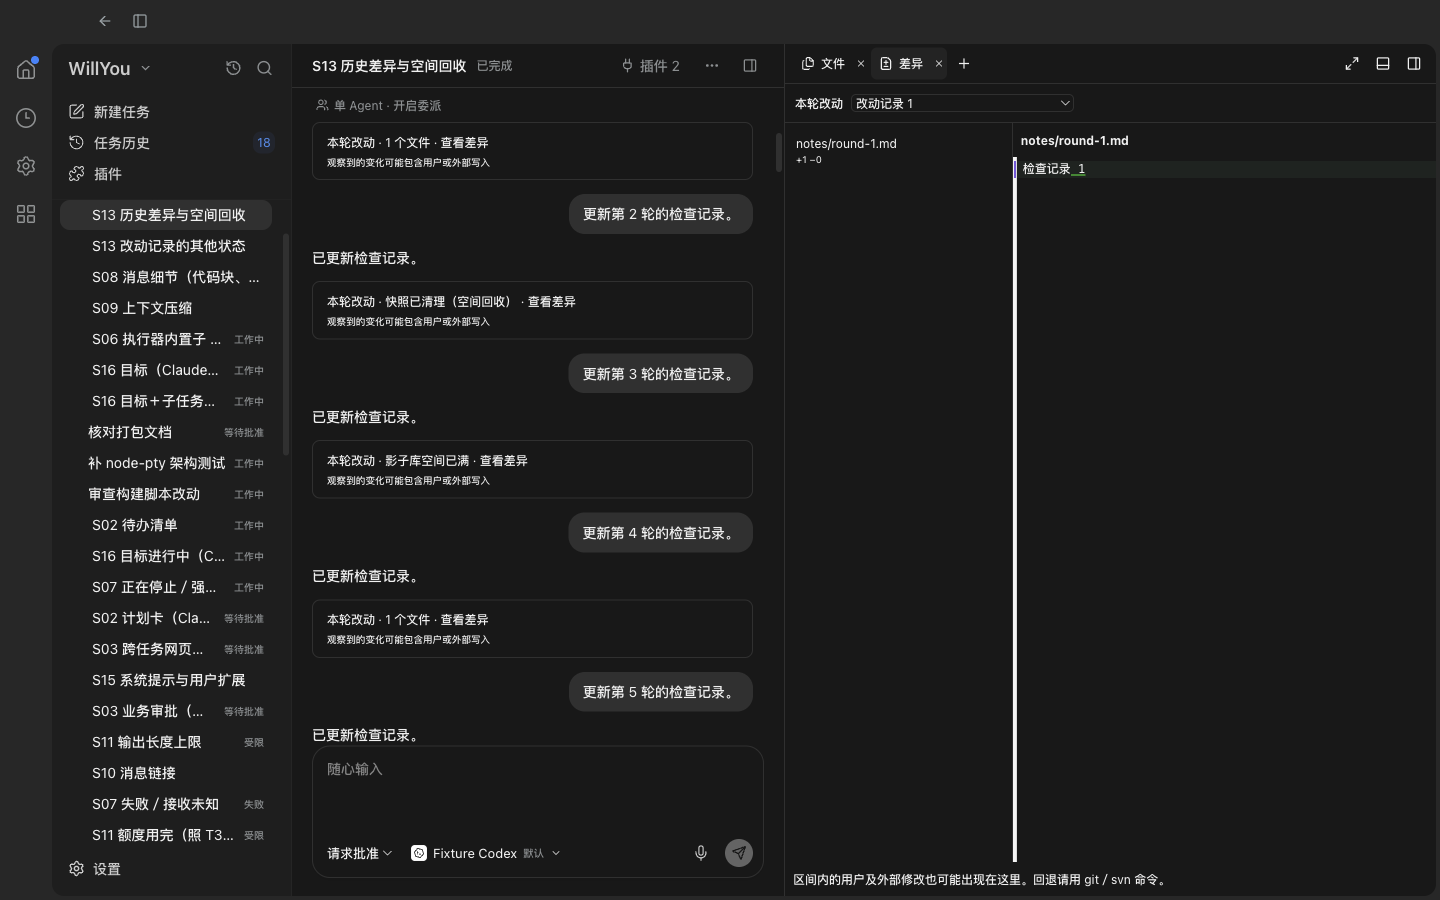 WillYou
新建任务
任务历史 18
插件
S13 历史差异与空间回收
S13 改动记录的其他状态
S08 消息细节（代码块、...
S09 上下文压缩
S06 执行器内置子 ... 工作中
S16 目标（Claude... 工作中
S16 目标＋子任务... 工作中
核对打包文档 等待批准
补 node-pty 架构测试 工作中
审查构建脚本改动 工作中
S02 待办清单 工作中
S16 目标进行中（C... 工作中
S07 正在停止 / 强... 工作中
S02 计划卡（Cla... 等待批准
S03 跨任务网页... 等待批准
S15 系统提示与用户扩展
S03 业务审批（... 等待批准
S11 输出长度上限 受限
S10 消息链接
S07 失败 / 接收未知 失败
S11 额度用完（照 T3... 受限
设置
S13 历史差异与空间回收 已完成 插件 2
单 Agent · 开启委派
本轮改动 · 1 个文件 · 查看差异
观察到的变化可能包含用户或外部写入
更新第 2 轮的检查记录。
已更新检查记录。
本轮改动 · 快照已清理（空间回收） · 查看差异
观察到的变化可能包含用户或外部写入
更新第 3 轮的检查记录。
已更新检查记录。
本轮改动 · 影子库空间已满 · 查看差异
观察到的变化可能包含用户或外部写入
更新第 4 轮的检查记录。
已更新检查记录。
本轮改动 · 1 个文件 · 查看差异
观察到的变化可能包含用户或外部写入
更新第 5 轮的检查记录。
已更新检查记录。
随心输入
请求批准 Fixture Codex 默认
文件 × 差异 × +
本轮改动 改动记录 1
notes/round-1.md
+1 −0
notes/round-1.md
检查记录 1
区间内的用户及外部修改也可能出现在这里。回退请用 git / svn 命令。